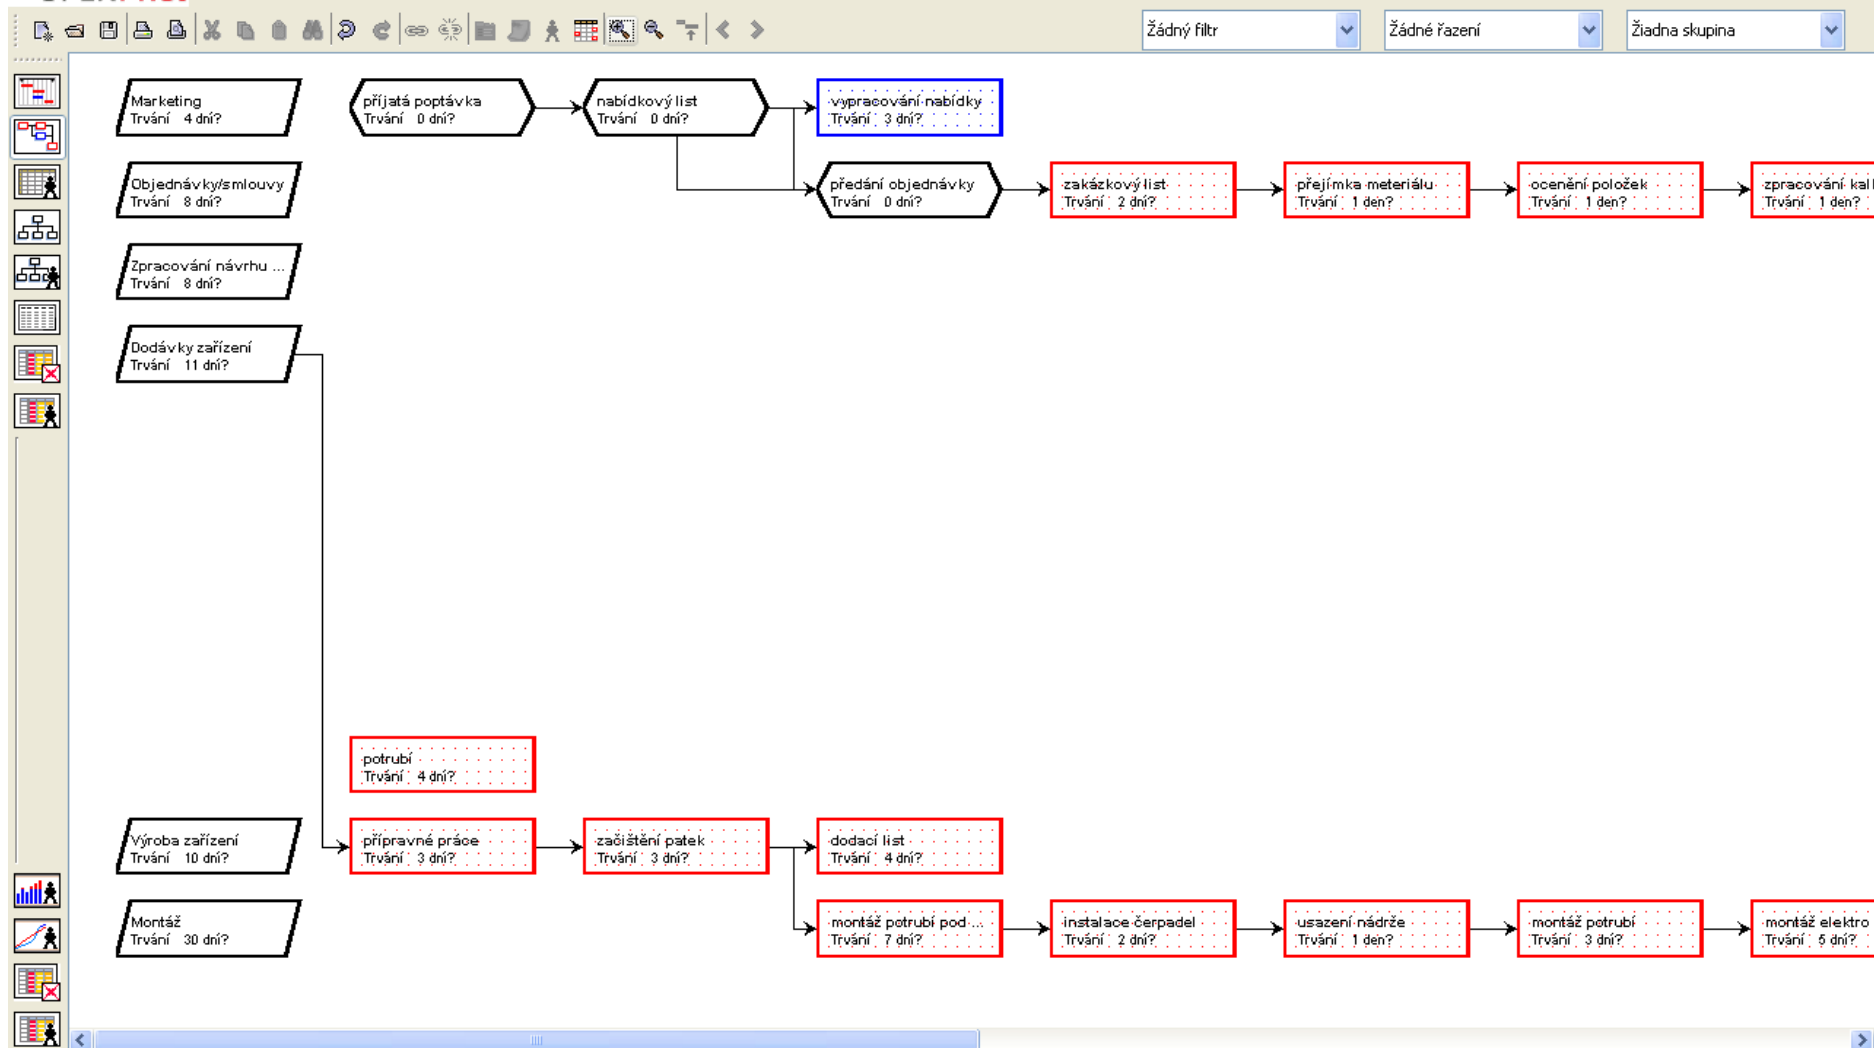 Žádný filtr
Žádné řazení
Žiadna skupina
Marketing
Trvání 4 dní?
příjatá poptávka
Trvání 0 dní?
nabídkový list
Trvání 0 dní?
vypracování nabídky
Trvání 3 dní?
Objednávky/smlouvy
Trvání 8 dní?
předání objednávky
Trvání 0 dní?
zakázkový list
Trvání 2 dní?
přejímka meteriálu
Trvání 1 den?
ocenění položek
Trvání 1 den?
zpracování kal
Trvání 1 den?
Zpracování návrhu ...
Trvání 8 dní?
Dodávky zařízení
Trvání 11 dní?
potrubí
Trvání 4 dní?
Výroba zařízení
Trvání 10 dní?
přípravné práce
Trvání 3 dní?
začištění patek
Trvání 3 dní?
dodací list
Trvání 4 dní?
Montáž
Trvání 30 dní?
montáž potrubí pod ...
Trvání 7 dní?
instalace čerpadel
Trvání 2 dní?
usazení nádrže
Trvání 1 den?
montáž potrubí
Trvání 3 dní?
montáž elektro
Trvání 5 dní?